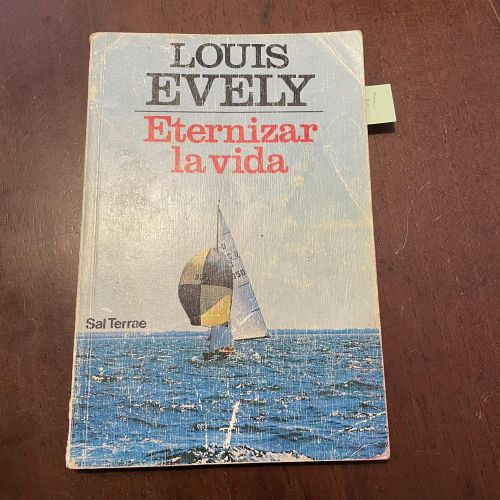 LOUIS
EVELY
Eternizar
la vida
Sal Terrae